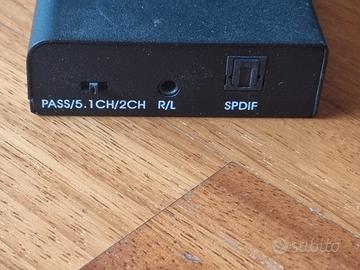 PASS/5.1CH/2CH R/L SPDIF
subito